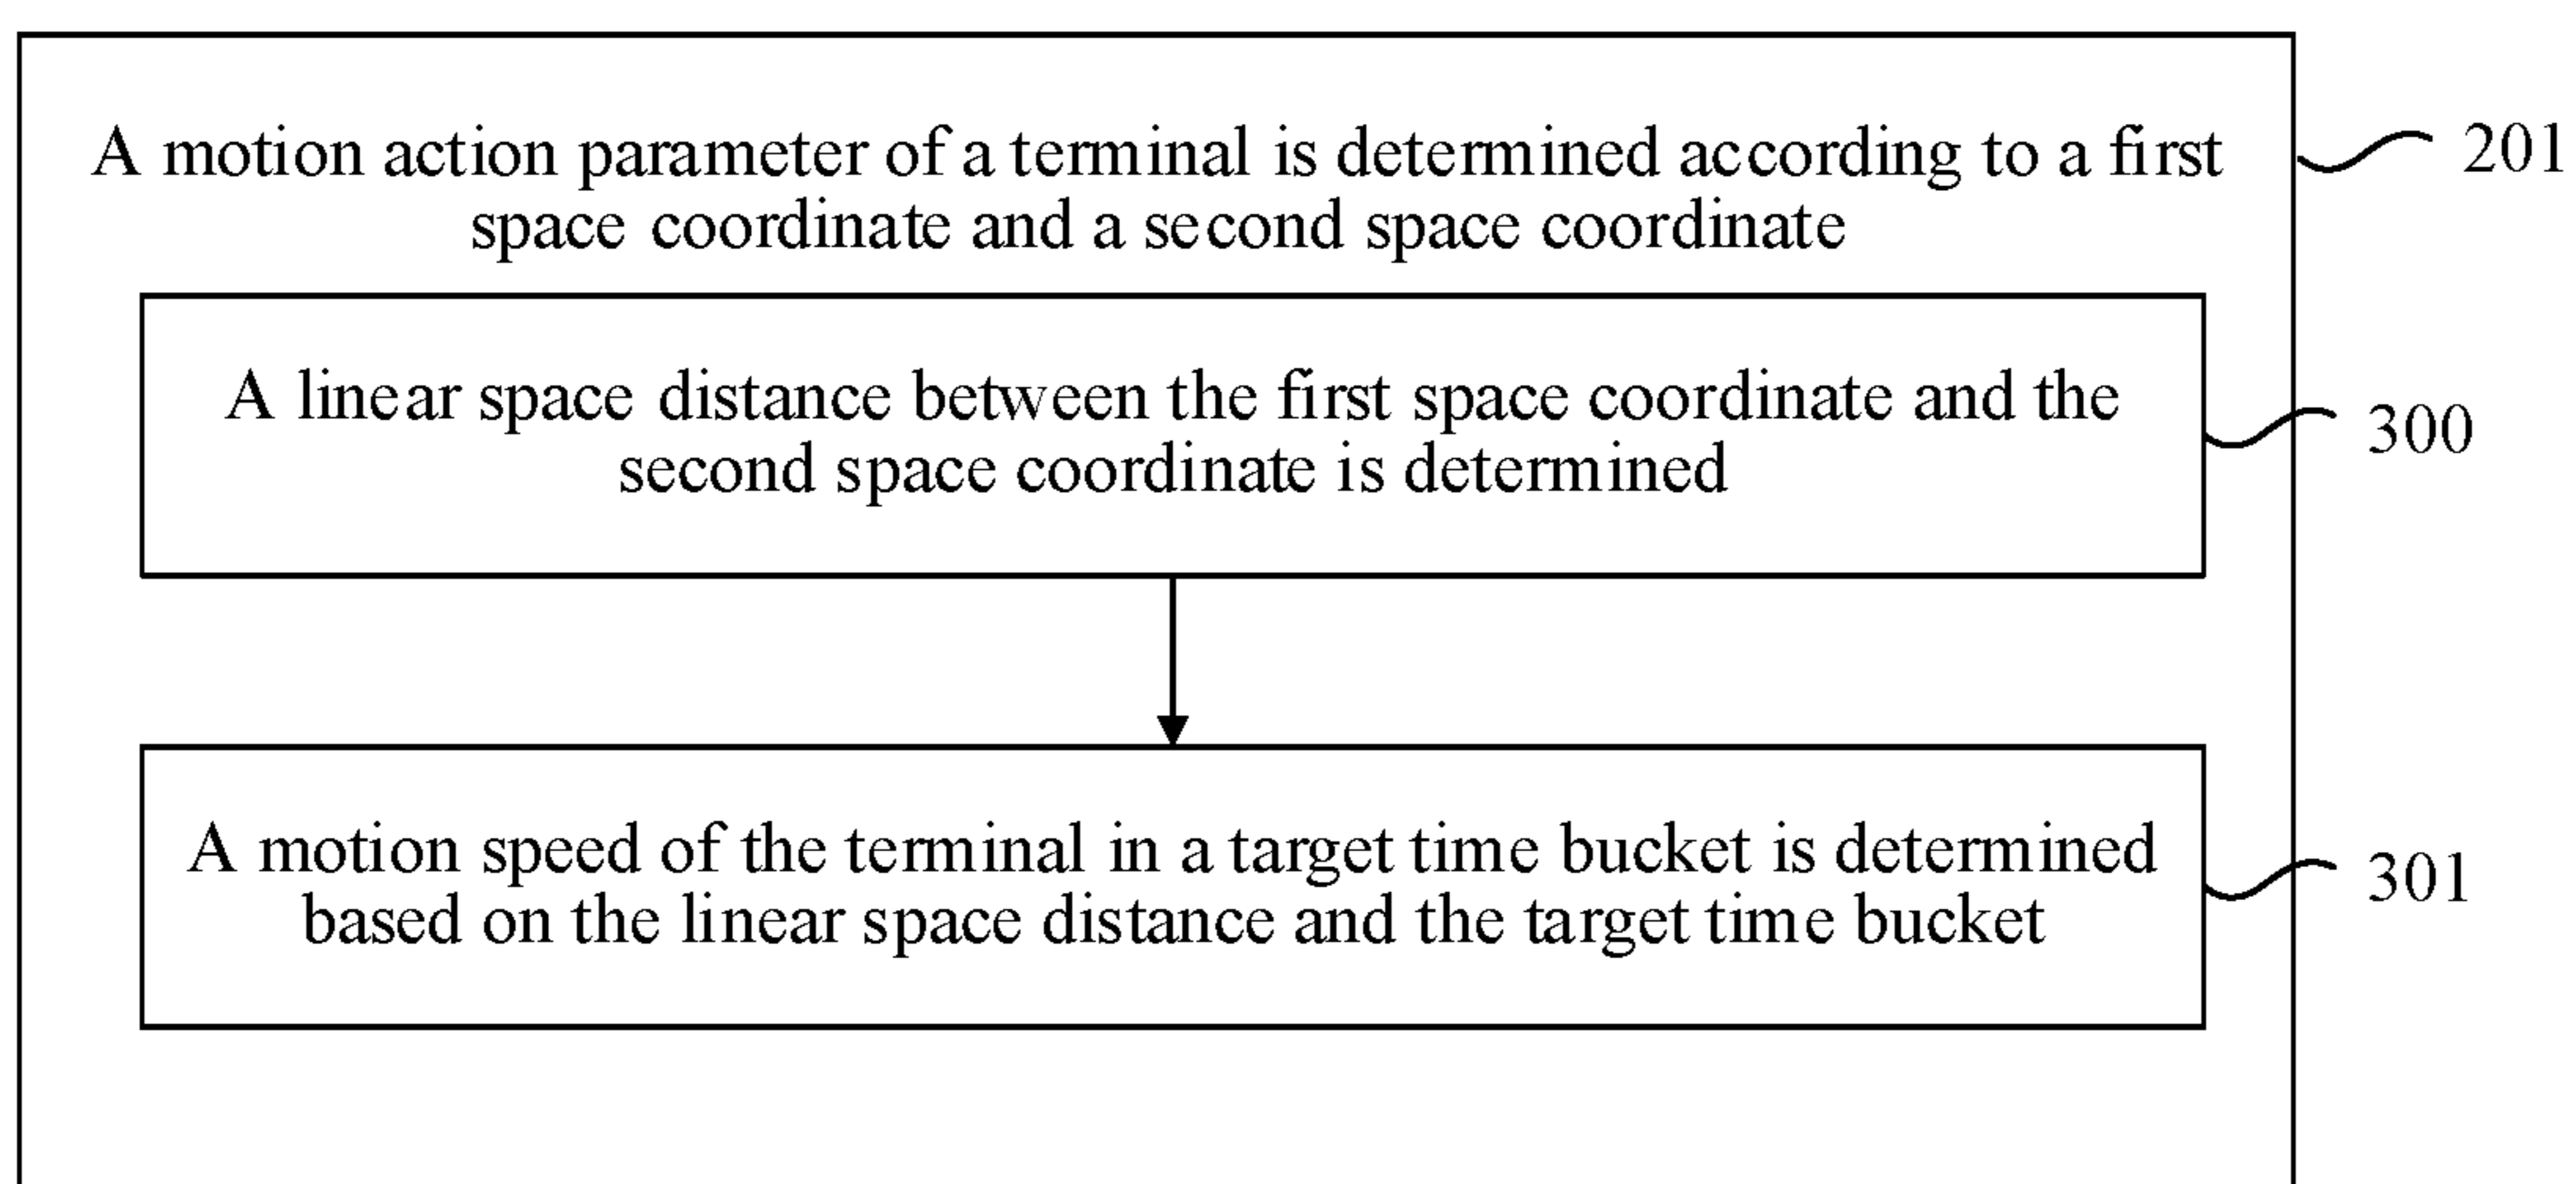 A motion action parameter of a terminal is determined according to a first
space coordinate and a second space coordinate
201
A linear space distance between the first space coordinate and the
second space coordinate is determined
300
A motion speed of the terminal in a target time bucket is determined
based on the linear space distance and the target time bucket
301